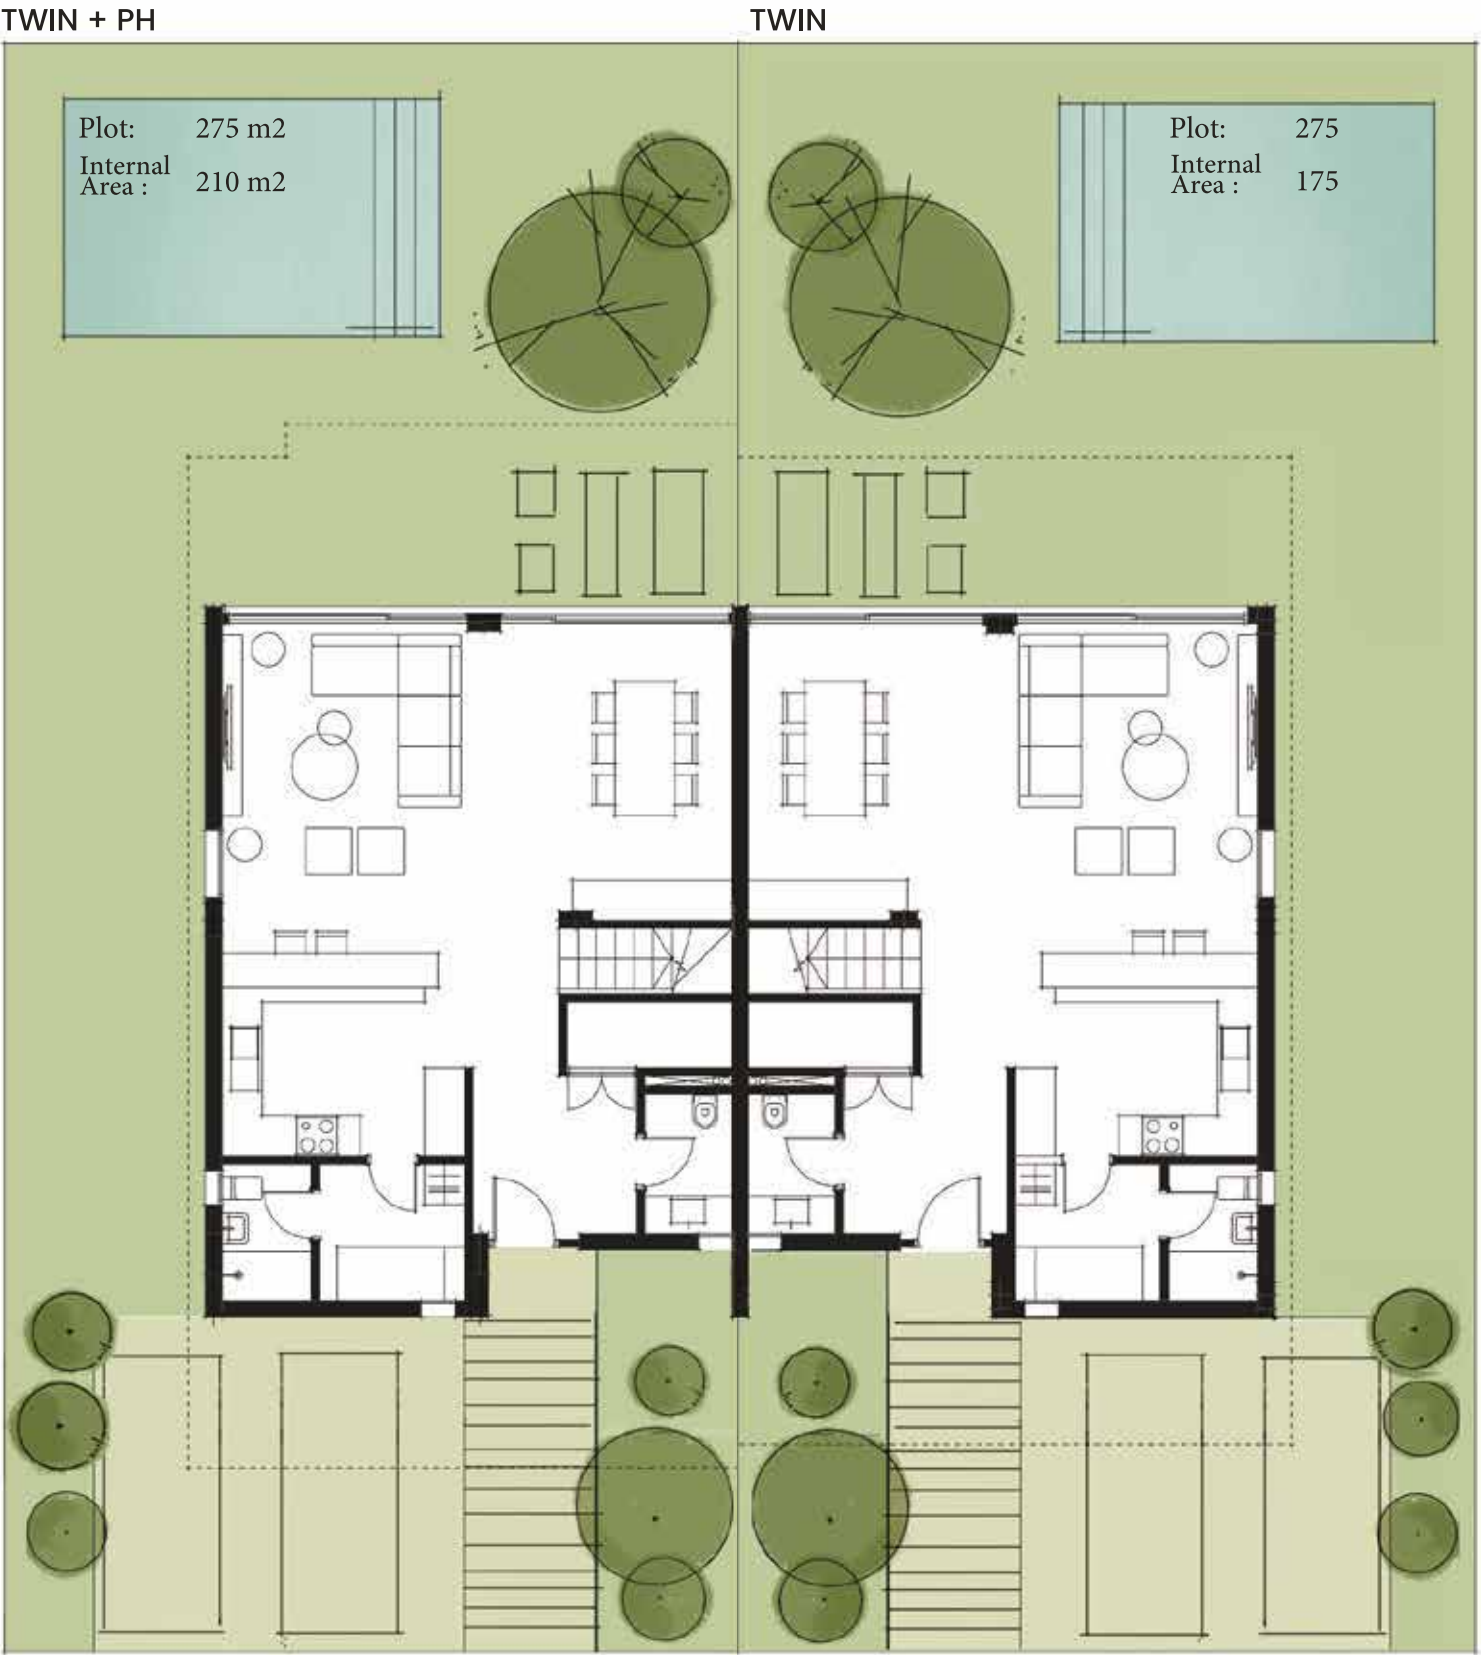 TWIN + PH
TWIN
Plot: 275 m2
Internal
Area : 210 m2
Plot: 275
Internal
Area : 175